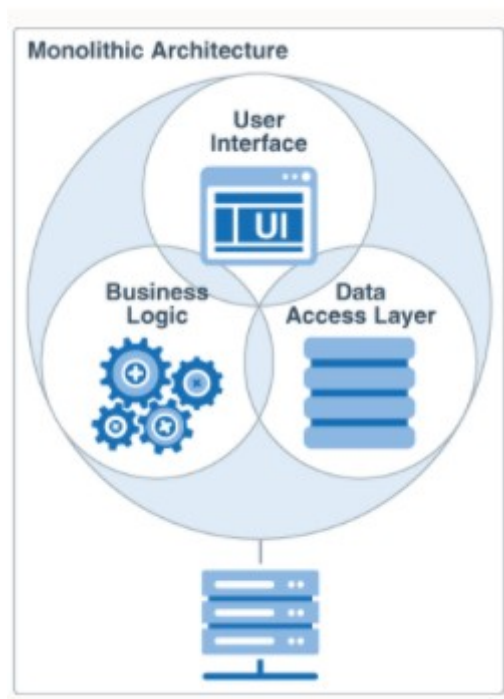 Monolithic Architecture
User
Interface
UI
Business
Logic
Data
Access Layer